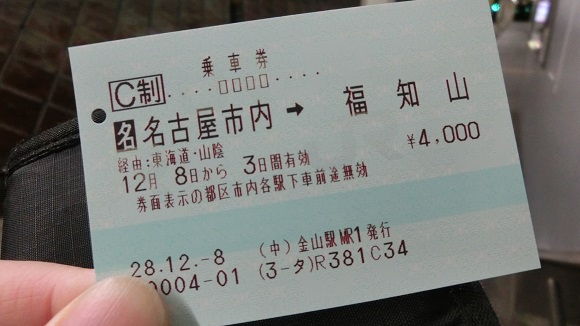 乗車券
C制 ････□□□□････
名 名古屋市内 → 福知山
経由:東海道・山陰 ¥4,000
12月 8日から 3日間有効
券面表示の都区市内各駅下車前途無効
28.12.-8 (中)金山駅MR1発行
0004-01 (3-タ)R381C34